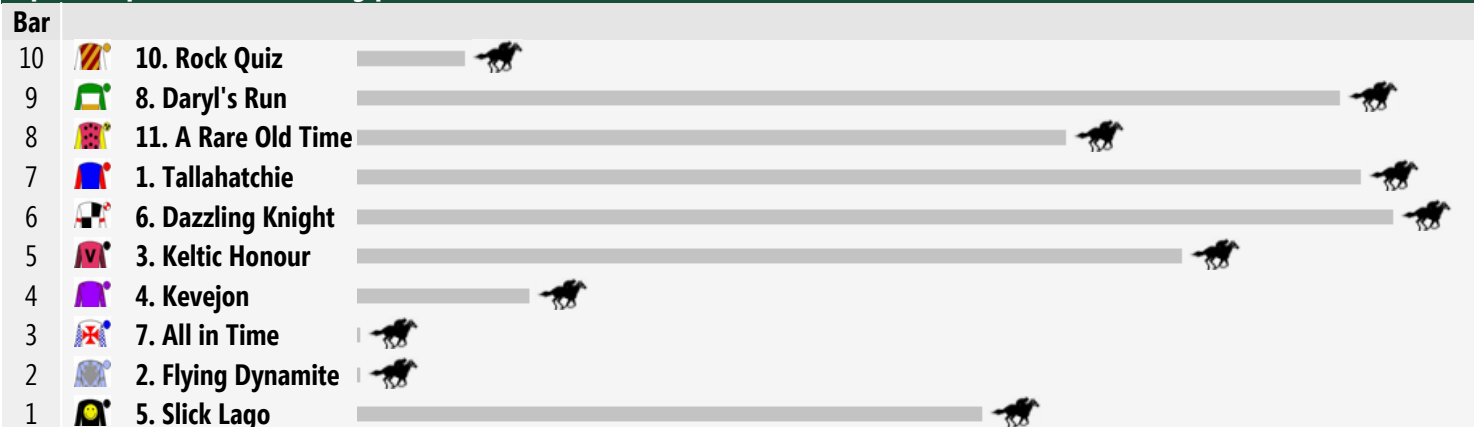 Bar
10 10. Rock Quiz
9 8. Daryl's Run
8 11. A Rare Old Time
7 1. Tallahatchie
6 6. Dazzling Knight
5 V 3. Keltic Honour
4 4. Kevejon
3 7. All in Time
2 2. Flying Dynamite
1 5. Slick Lago